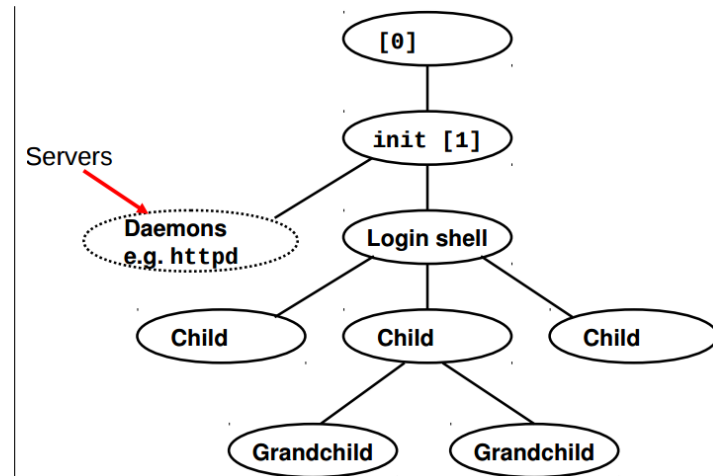 [0]
init [1]
Servers
Daemons
e.g. httpd
Login shell
Child
Child
Child
Grandchild
Grandchild